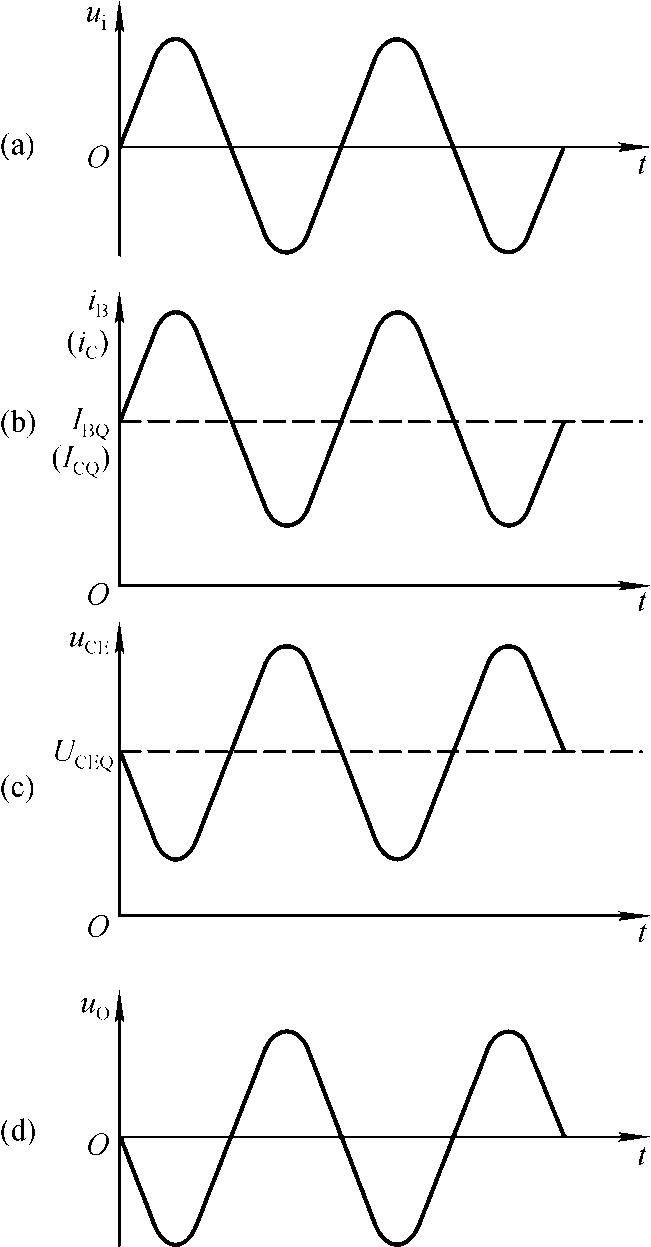 u_i
(a)
O
t
i_B
(i_C)
(b)
I_BQ
(I_CQ)
O
t
u_CE
U_CEQ
(c)
O
t
u_O
(d)
O
t